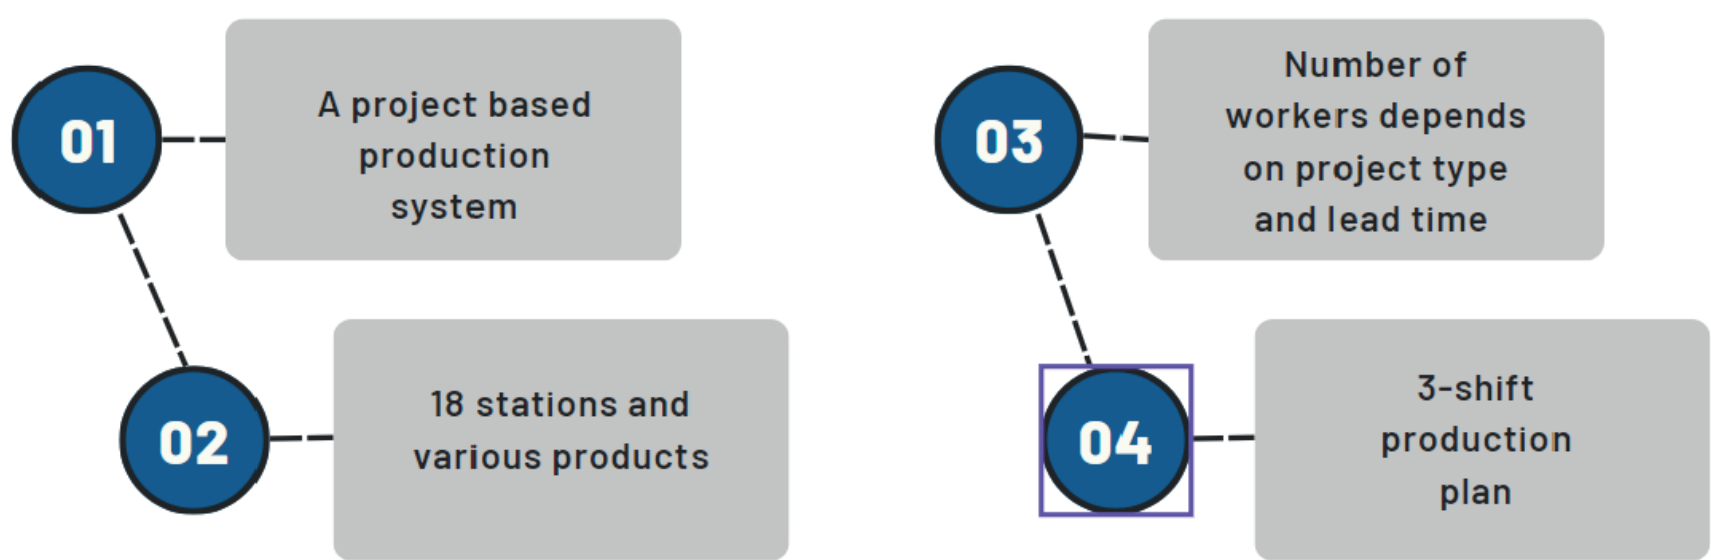 01
A project based
production
system
02
18 stations and
various products
03
Number of
workers depends
on project type
and lead time
04
3-shift
production
plan